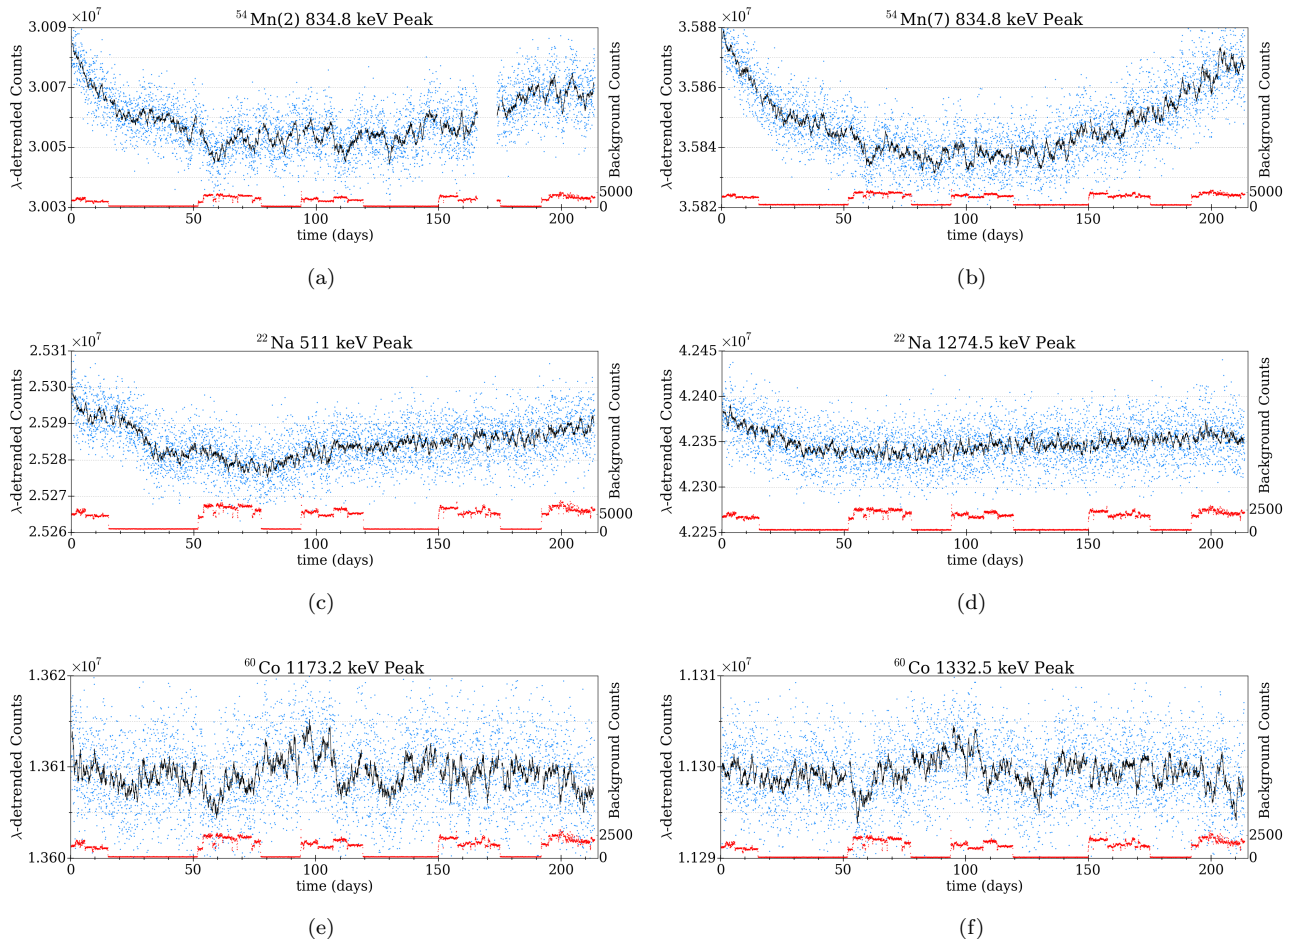 ×10⁷ ⁵⁴Mn(2) 834.8 keV Peak
3.009
3.007
3.005
3.003
λ-detrended Counts
Background Counts
5000
0
0 50 100 150 200
time (days)
(a)
×10⁷ ⁵⁴Mn(7) 834.8 keV Peak
3.588
3.586
3.584
3.582
λ-detrended Counts
Background Counts
5000
0
0 50 100 150 200
time (days)
(b)
×10⁷ ²²Na 511 keV Peak
2.531
2.530
2.529
2.528
2.527
2.526
λ-detrended Counts
Background Counts
5000
0
0 50 100 150 200
time (days)
(c)
×10⁷ ²²Na 1274.5 keV Peak
4.245
4.240
4.235
4.230
4.225
λ-detrended Counts
Background Counts
2500
0
0 50 100 150 200
time (days)
(d)
×10⁷ ⁶⁰Co 1173.2 keV Peak
1.362
1.361
1.360
λ-detrended Counts
Background Counts
2500
0
0 50 100 150 200
time (days)
(e)
×10⁷ ⁶⁰Co 1332.5 keV Peak
1.131
1.130
1.129
λ-detrended Counts
Background Counts
2500
0
0 50 100 150 200
time (days)
(f)